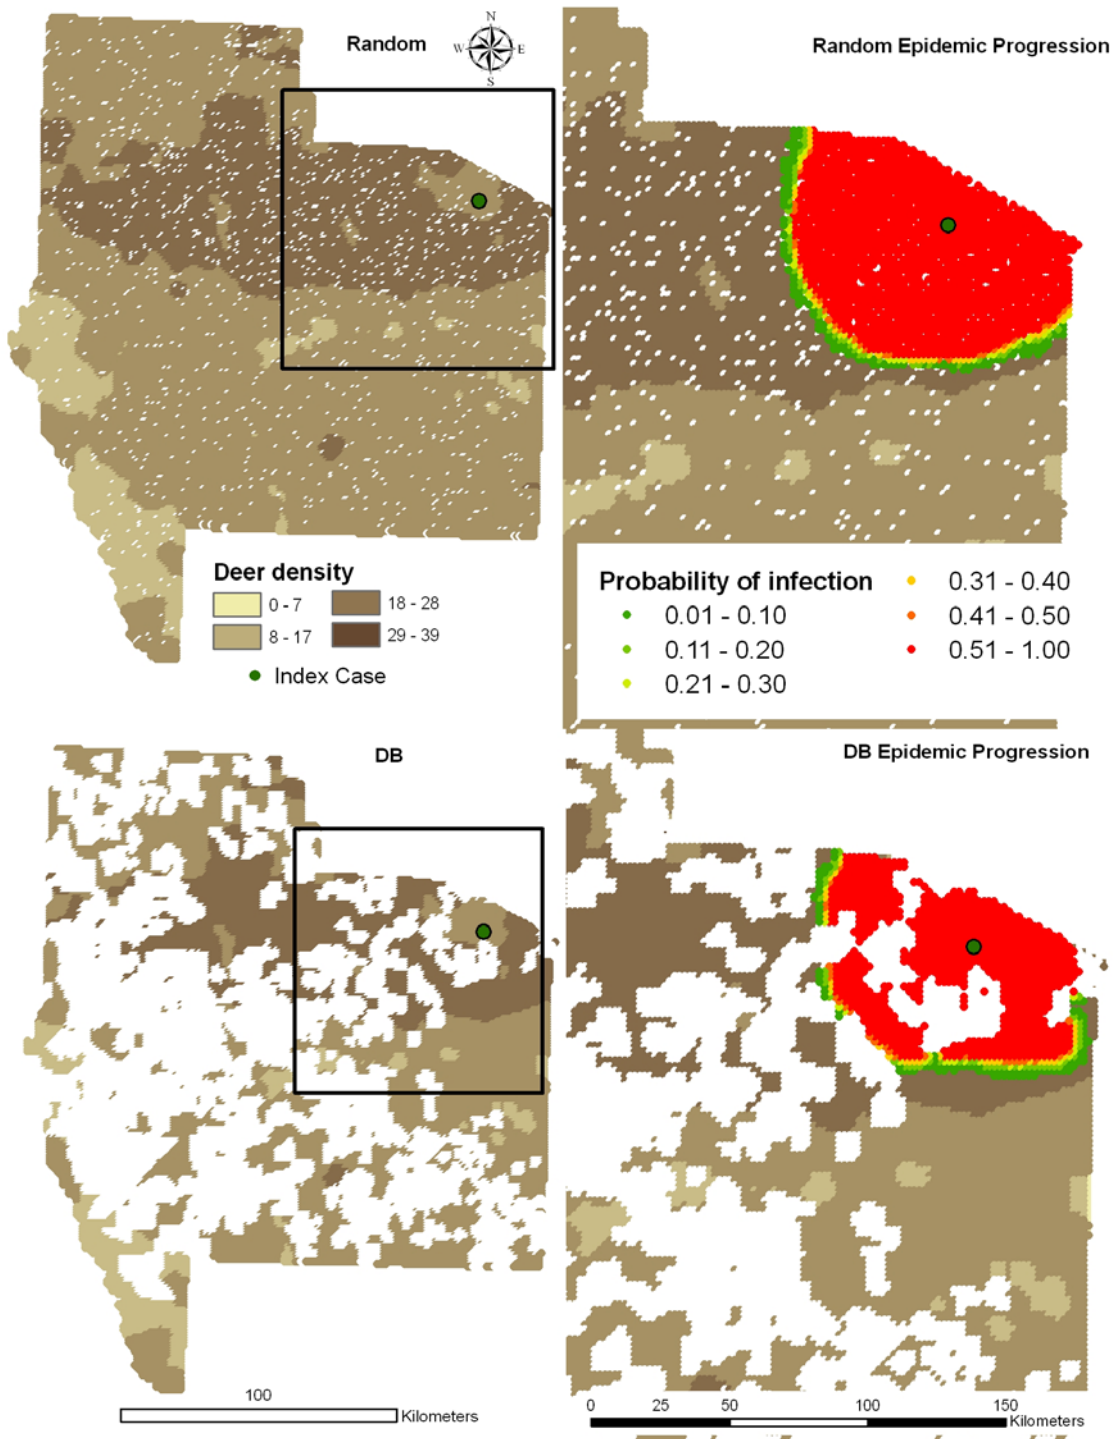 Random
N
W E
S
Random Epidemic Progression
Deer density
0 - 7
18 - 28
8 - 17
29 - 39
Index Case
Probability of infection
0.01 - 0.10
0.11 - 0.20
0.21 - 0.30
0.31 - 0.40
0.41 - 0.50
0.51 - 1.00
DB
DB Epidemic Progression
100
Kilometers
0 25 50 100 150
Kilometers